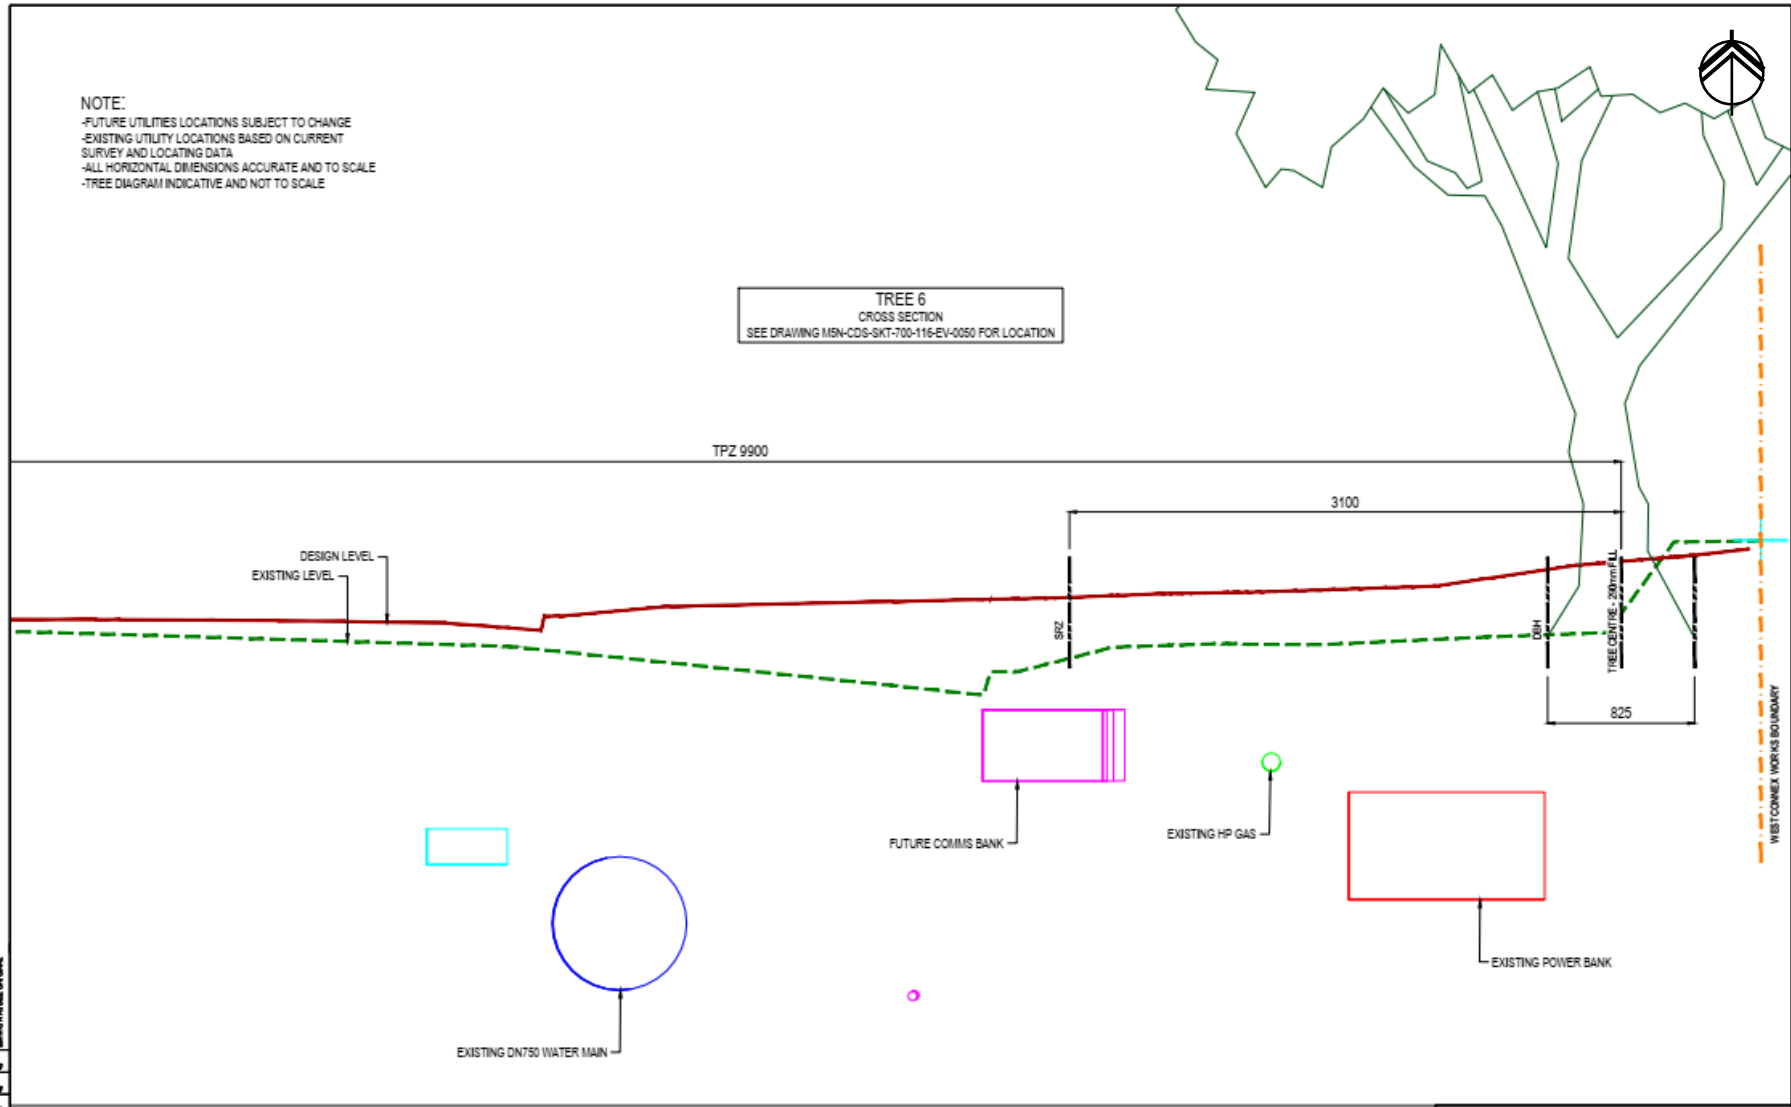 NOTE:
-FUTURE UTILITIES LOCATIONS SUBJECT TO CHANGE
-EXISTING UTILITY LOCATIONS BASED ON CURRENT
SURVEY AND LOCATING DATA
-ALL HORIZONTAL DIMENSIONS ACCURATE AND TO SCALE
-TREE DIAGRAM INDICATIVE AND NOT TO SCALE
TREE 6
CROSS SECTION
SEE DRAWING M5N-CDS-SKT-700-116-EV-0050 FOR LOCATION
TPZ 9900
3100
DESIGN LEVEL
EXISTING LEVEL
SRZ
DBH
TREE CENTRE - 290mm FILL
825
WESTCONNEX WORKS BOUNDARY
FUTURE COMMS BANK
EXISTING HP GAS
EXISTING POWER BANK
EXISTING DN750 WATER MAIN